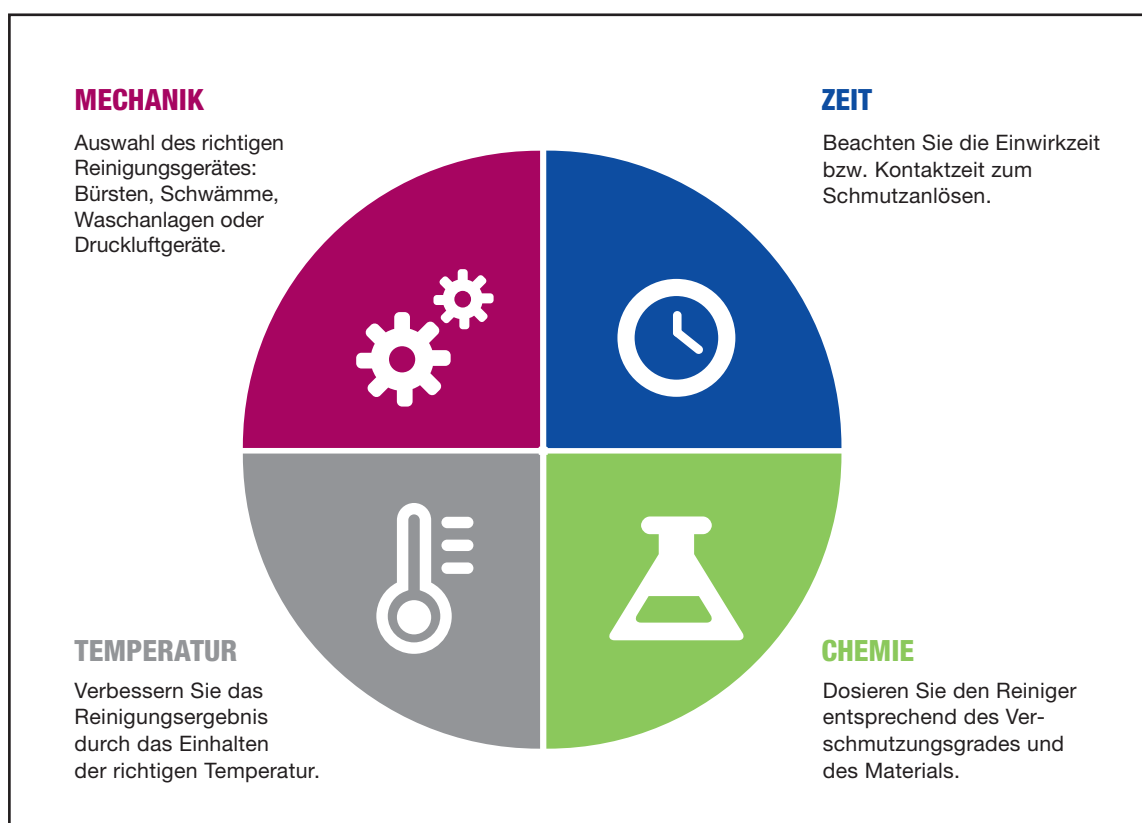 MECHANIK
Auswahl des richtigen
Reinigungsgerätes:
Bürsten, Schwämme,
Waschanlagen oder
Druckluftgeräte.
ZEIT
Beachten Sie die Einwirkzeit
bzw. Kontaktzeit zum
Schmutzanlösen.
TEMPERATUR
Verbessern Sie das
Reinigungsergebnis
durch das Einhalten
der richtigen Temperatur.
CHEMIE
Dosieren Sie den Reiniger
entsprechend des Ver-
schmutzungsgrades und
des Materials.